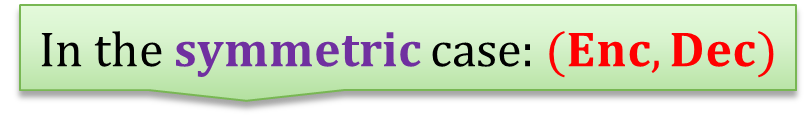 In the symmetric case: (Enc, Dec)